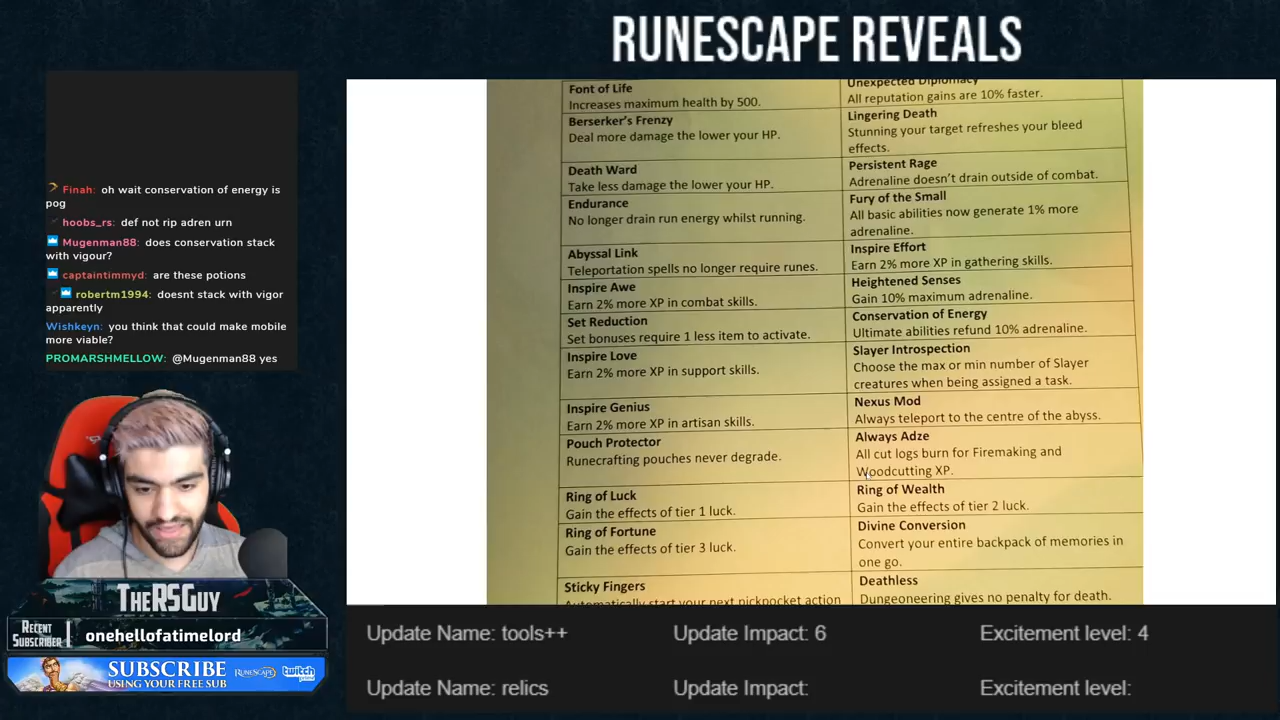 RUNESCAPE REVEALS
Finah: oh wait conservation of energy is
pog
hoobs_rs: def not rip adren urn
Mugenman88: does conservation stack
with vigour?
captaintimmyd: are these potions
robertm1994: doesnt stack with vigor
apparently
Wishkeyn: you think that could make mobile
more viable?
PROMARSHMELLOW: @Mugenman88 yes
THERSGUY
RECENT
SUBSCRIBER
onehellofatimelord
SUBSCRIBE
USING YOUR FREE SUB
RUNESCAPE
twitch
Font of Life
Increases maximum health by 500.
Berserker's Frenzy
Deal more damage the lower your HP.
Death Ward
Take less damage the lower your HP.
Endurance
No longer drain run energy whilst running.
Abyssal Link
Teleportation spells no longer require runes.
Inspire Awe
Earn 2% more XP in combat skills.
Set Reduction
Set bonuses require 1 less item to activate.
Inspire Love
Earn 2% more XP in support skills.
Inspire Genius
Earn 2% more XP in artisan skills.
Pouch Protector
Runecrafting pouches never degrade.
Ring of Luck
Gain the effects of tier 1 luck.
Ring of Fortune
Gain the effects of tier 3 luck.
Sticky Fingers
Automatically start your next pickpocket action
Unexpected Diplomacy
All reputation gains are 10% faster.
Lingering Death
Stunning your target refreshes your bleed
effects.
Persistent Rage
Adrenaline doesn't drain outside of combat.
Fury of the Small
All basic abilities now generate 1% more
adrenaline.
Inspire Effort
Earn 2% more XP in gathering skills.
Heightened Senses
Gain 10% maximum adrenaline.
Conservation of Energy
Ultimate abilities refund 10% adrenaline.
Slayer Introspection
Choose the max or min number of Slayer
creatures when being assigned a task.
Nexus Mod
Always teleport to the centre of the abyss.
Always Adze
All cut logs burn for Firemaking and
Woodcutting XP.
Ring of Wealth
Gain the effects of tier 2 luck.
Divine Conversion
Convert your entire backpack of memories in
one go.
Deathless
Dungeoneering gives no penalty for death.
Update Name: tools++ Update Impact: 6 Excitement level: 4
Update Name: relics Update Impact: Excitement level: